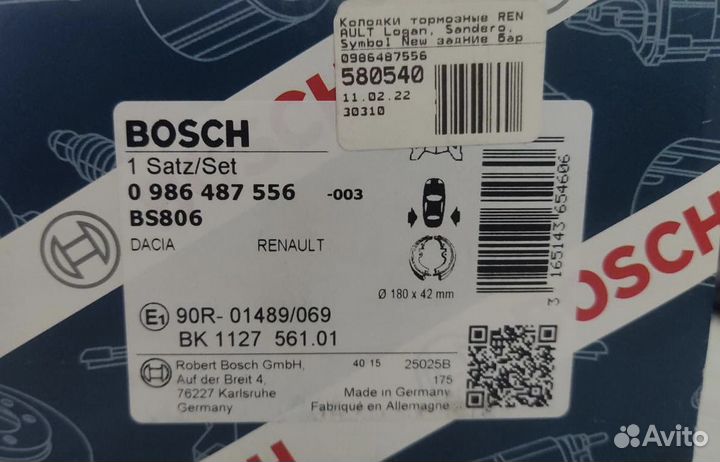 Колодки тормозные REN
AULT Logan, Sandero,
Symbol New задние бар
0986487556
580540
11.02.22
30310
BOSCH
1 Satz/Set
0 986 487 556 -003
BS806
DACIA RENAULT
Ø 180 x 42 mm
3 165143 654606
E1 90R- 01489/069
BK 1127 561.01
Robert Bosch GmbH,
Auf der Breit 4,
76227 Karlsruhe
Germany
40 15 25025B
175
Made in Germany
Fabriqué en Allemagne
BOSCH
BOSCH
Avito